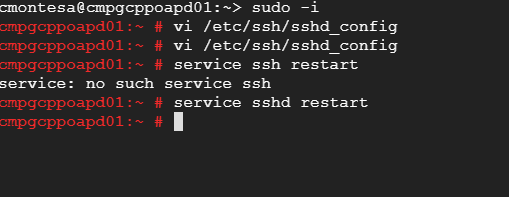 cmontesa@cmpgcppoapd01:~> sudo -i
cmpgcppoapd01:~ # vi /etc/ssh/sshd_config
cmpgcppoapd01:~ # vi /etc/ssh/sshd_config
cmpgcppoapd01:~ # service ssh restart
service: no such service ssh
cmpgcppoapd01:~ # service sshd restart
cmpgcppoapd01:~ #